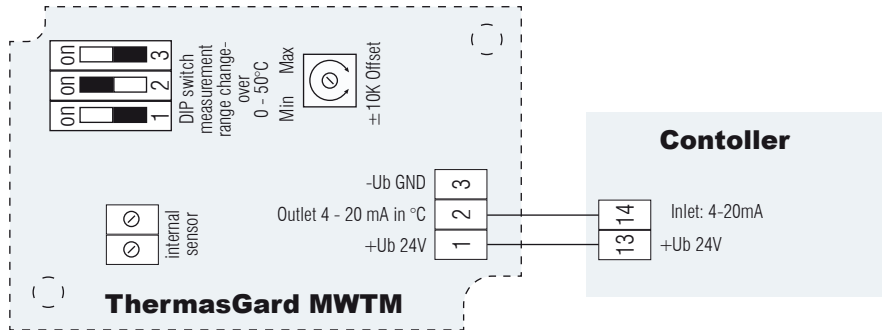 on 3
on 2
on 1
DIP switch
measurement
range change-
over
0 - 50°C
Min Max
±10K Offset
internal
sensor
-Ub GND 3
Outlet 4 - 20 mA in °C 2
+Ub 24V 1
ThermasGard MWTM
Contoller
14 Inlet: 4-20mA
13 +Ub 24V